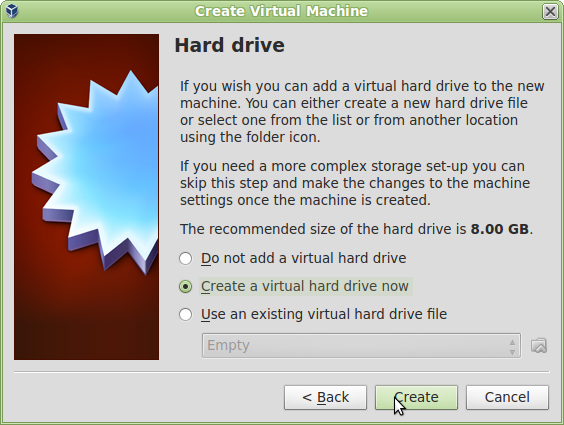 Create Virtual Machine
Hard drive
If you wish you can add a virtual hard drive to the new
machine. You can either create a new hard drive file
or select one from the list or from another location
using the folder icon.
If you need a more complex storage set-up you can
skip this step and make the changes to the machine
settings once the machine is created.
The recommended size of the hard drive is 8.00 GB.
Do not add a virtual hard drive
Create a virtual hard drive now
Use an existing virtual hard drive file
Empty
< Back
Create
Cancel